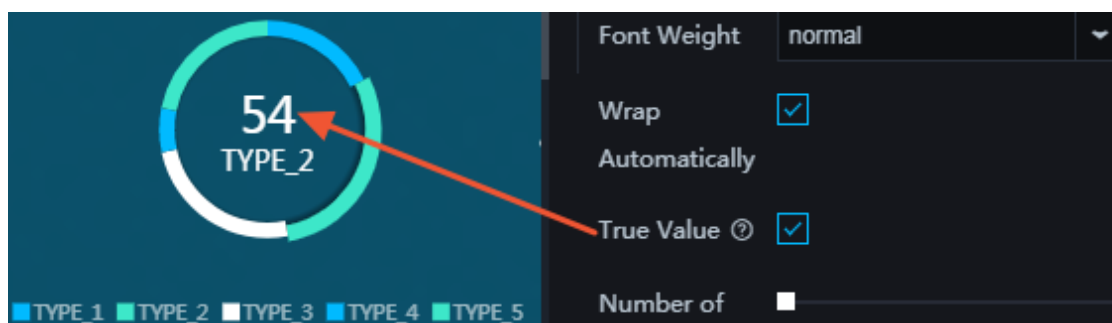 54
TYPE_2
TYPE_1 TYPE_2 TYPE_3 TYPE_4 TYPE_5
Font Weight normal
Wrap
Automatically
True Value ?
Number of